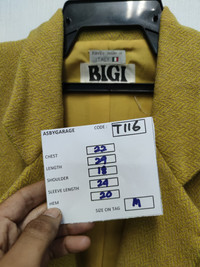 BIGI
ASBYGARAGE CODE : T116
CHEST 22
LENGTH 29
SHOULDER 18
SLEEVE LENGTH 24
HEM 20
SIZE ON TAG M